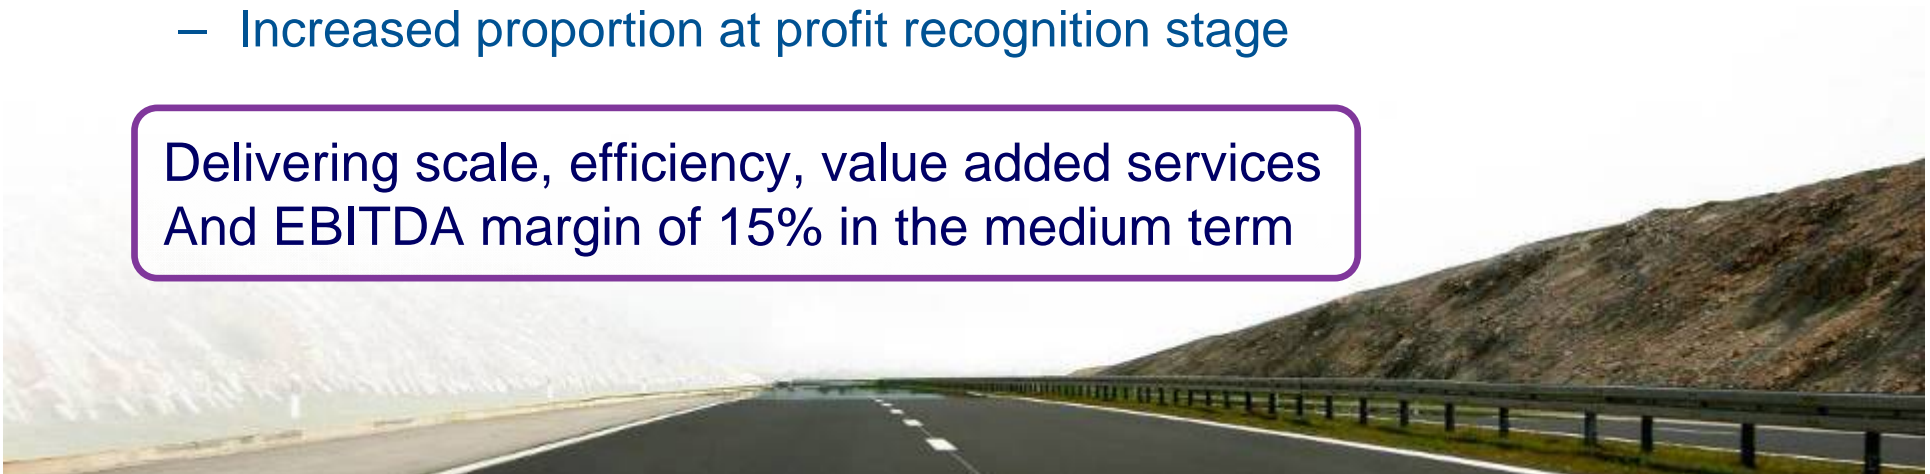 – Increased proportion at profit recognition stage
Delivering scale, efficiency, value added services
And EBITDA margin of 15% in the medium term